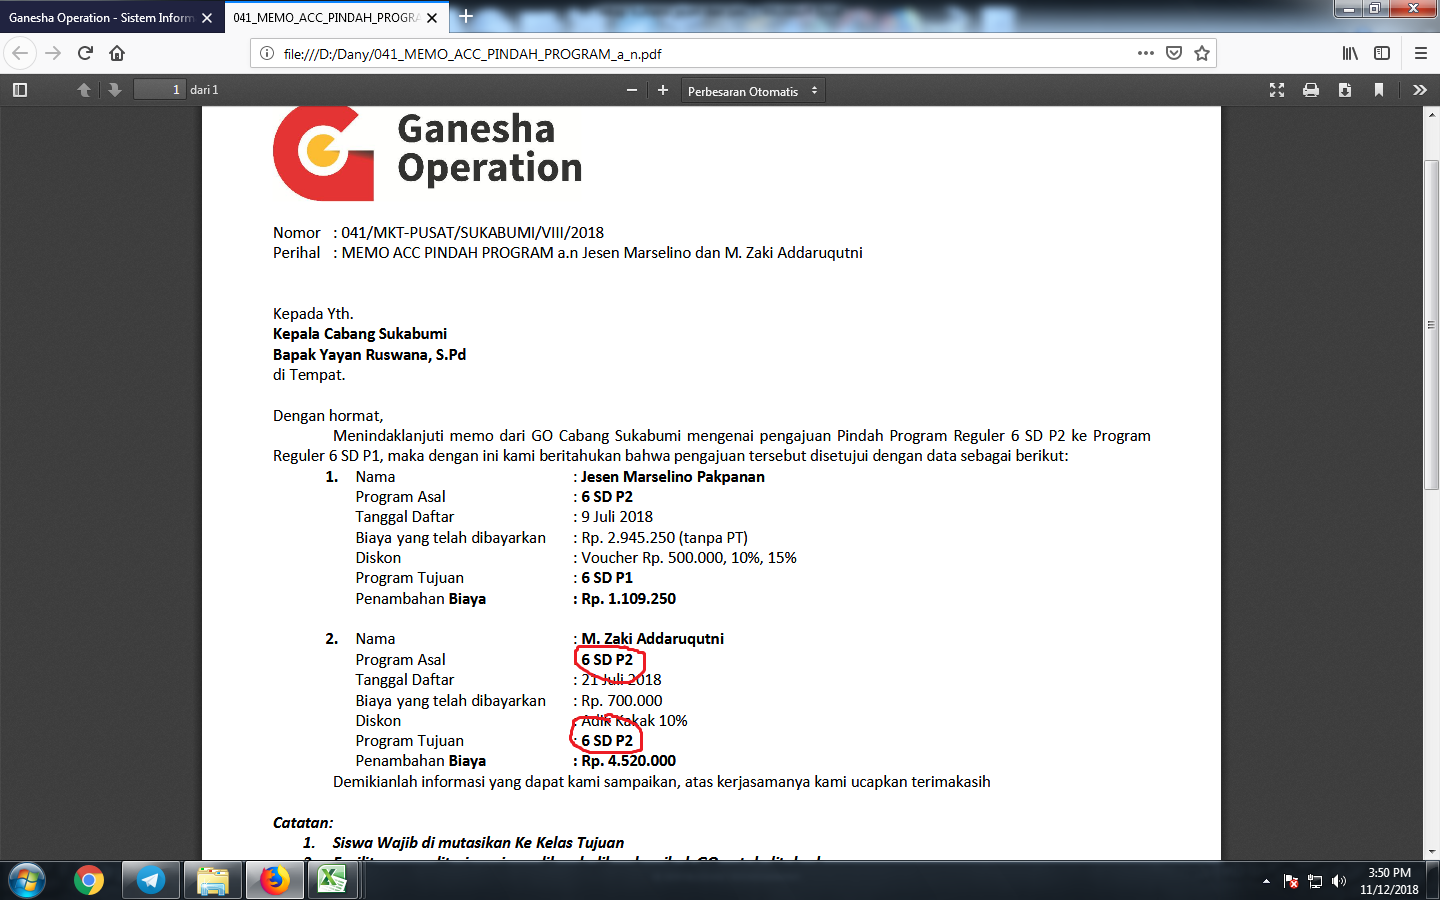 Ganesha Operation - Sistem Inform
041_MEMO_ACC_PINDAH_PROGRA
file:///D:/Dany/041_MEMO_ACC_PINDAH_PROGRAM_a_n.pdf
1 dari 1
Perbesaran Otomatis
Ganesha
Operation
Nomor : 041/MKT-PUSAT/SUKABUMI/VIII/2018
Perihal : MEMO ACC PINDAH PROGRAM a.n Jesen Marselino dan M. Zaki Addaruqutni
Kepada Yth.
Kepala Cabang Sukabumi
Bapak Yayan Ruswana, S.Pd
di Tempat.
Dengan hormat,
Menindaklanjuti memo dari GO Cabang Sukabumi mengenai pengajuan Pindah Program Reguler 6 SD P2 ke Program
Reguler 6 SD P1, maka dengan ini kami beritahukan bahwa pengajuan tersebut disetujui dengan data sebagai berikut:
1. Nama : Jesen Marselino Pakpanan
Program Asal : 6 SD P2
Tanggal Daftar : 9 Juli 2018
Biaya yang telah dibayarkan : Rp. 2.945.250 (tanpa PT)
Diskon : Voucher Rp. 500.000, 10%, 15%
Program Tujuan : 6 SD P1
Penambahan Biaya : Rp. 1.109.250
2. Nama : M. Zaki Addaruqutni
Program Asal : 6 SD P2
Tanggal Daftar : 21 Juli 2018
Biaya yang telah dibayarkan : Rp. 700.000
Diskon : Adik Kakak 10%
Program Tujuan : 6 SD P2
Penambahan Biaya : Rp. 4.520.000
Demikianlah informasi yang dapat kami sampaikan, atas kerjasamanya kami ucapkan terimakasih
Catatan:
1. Siswa Wajib di mutasikan Ke Kelas Tujuan
3:50 PM
11/12/2018